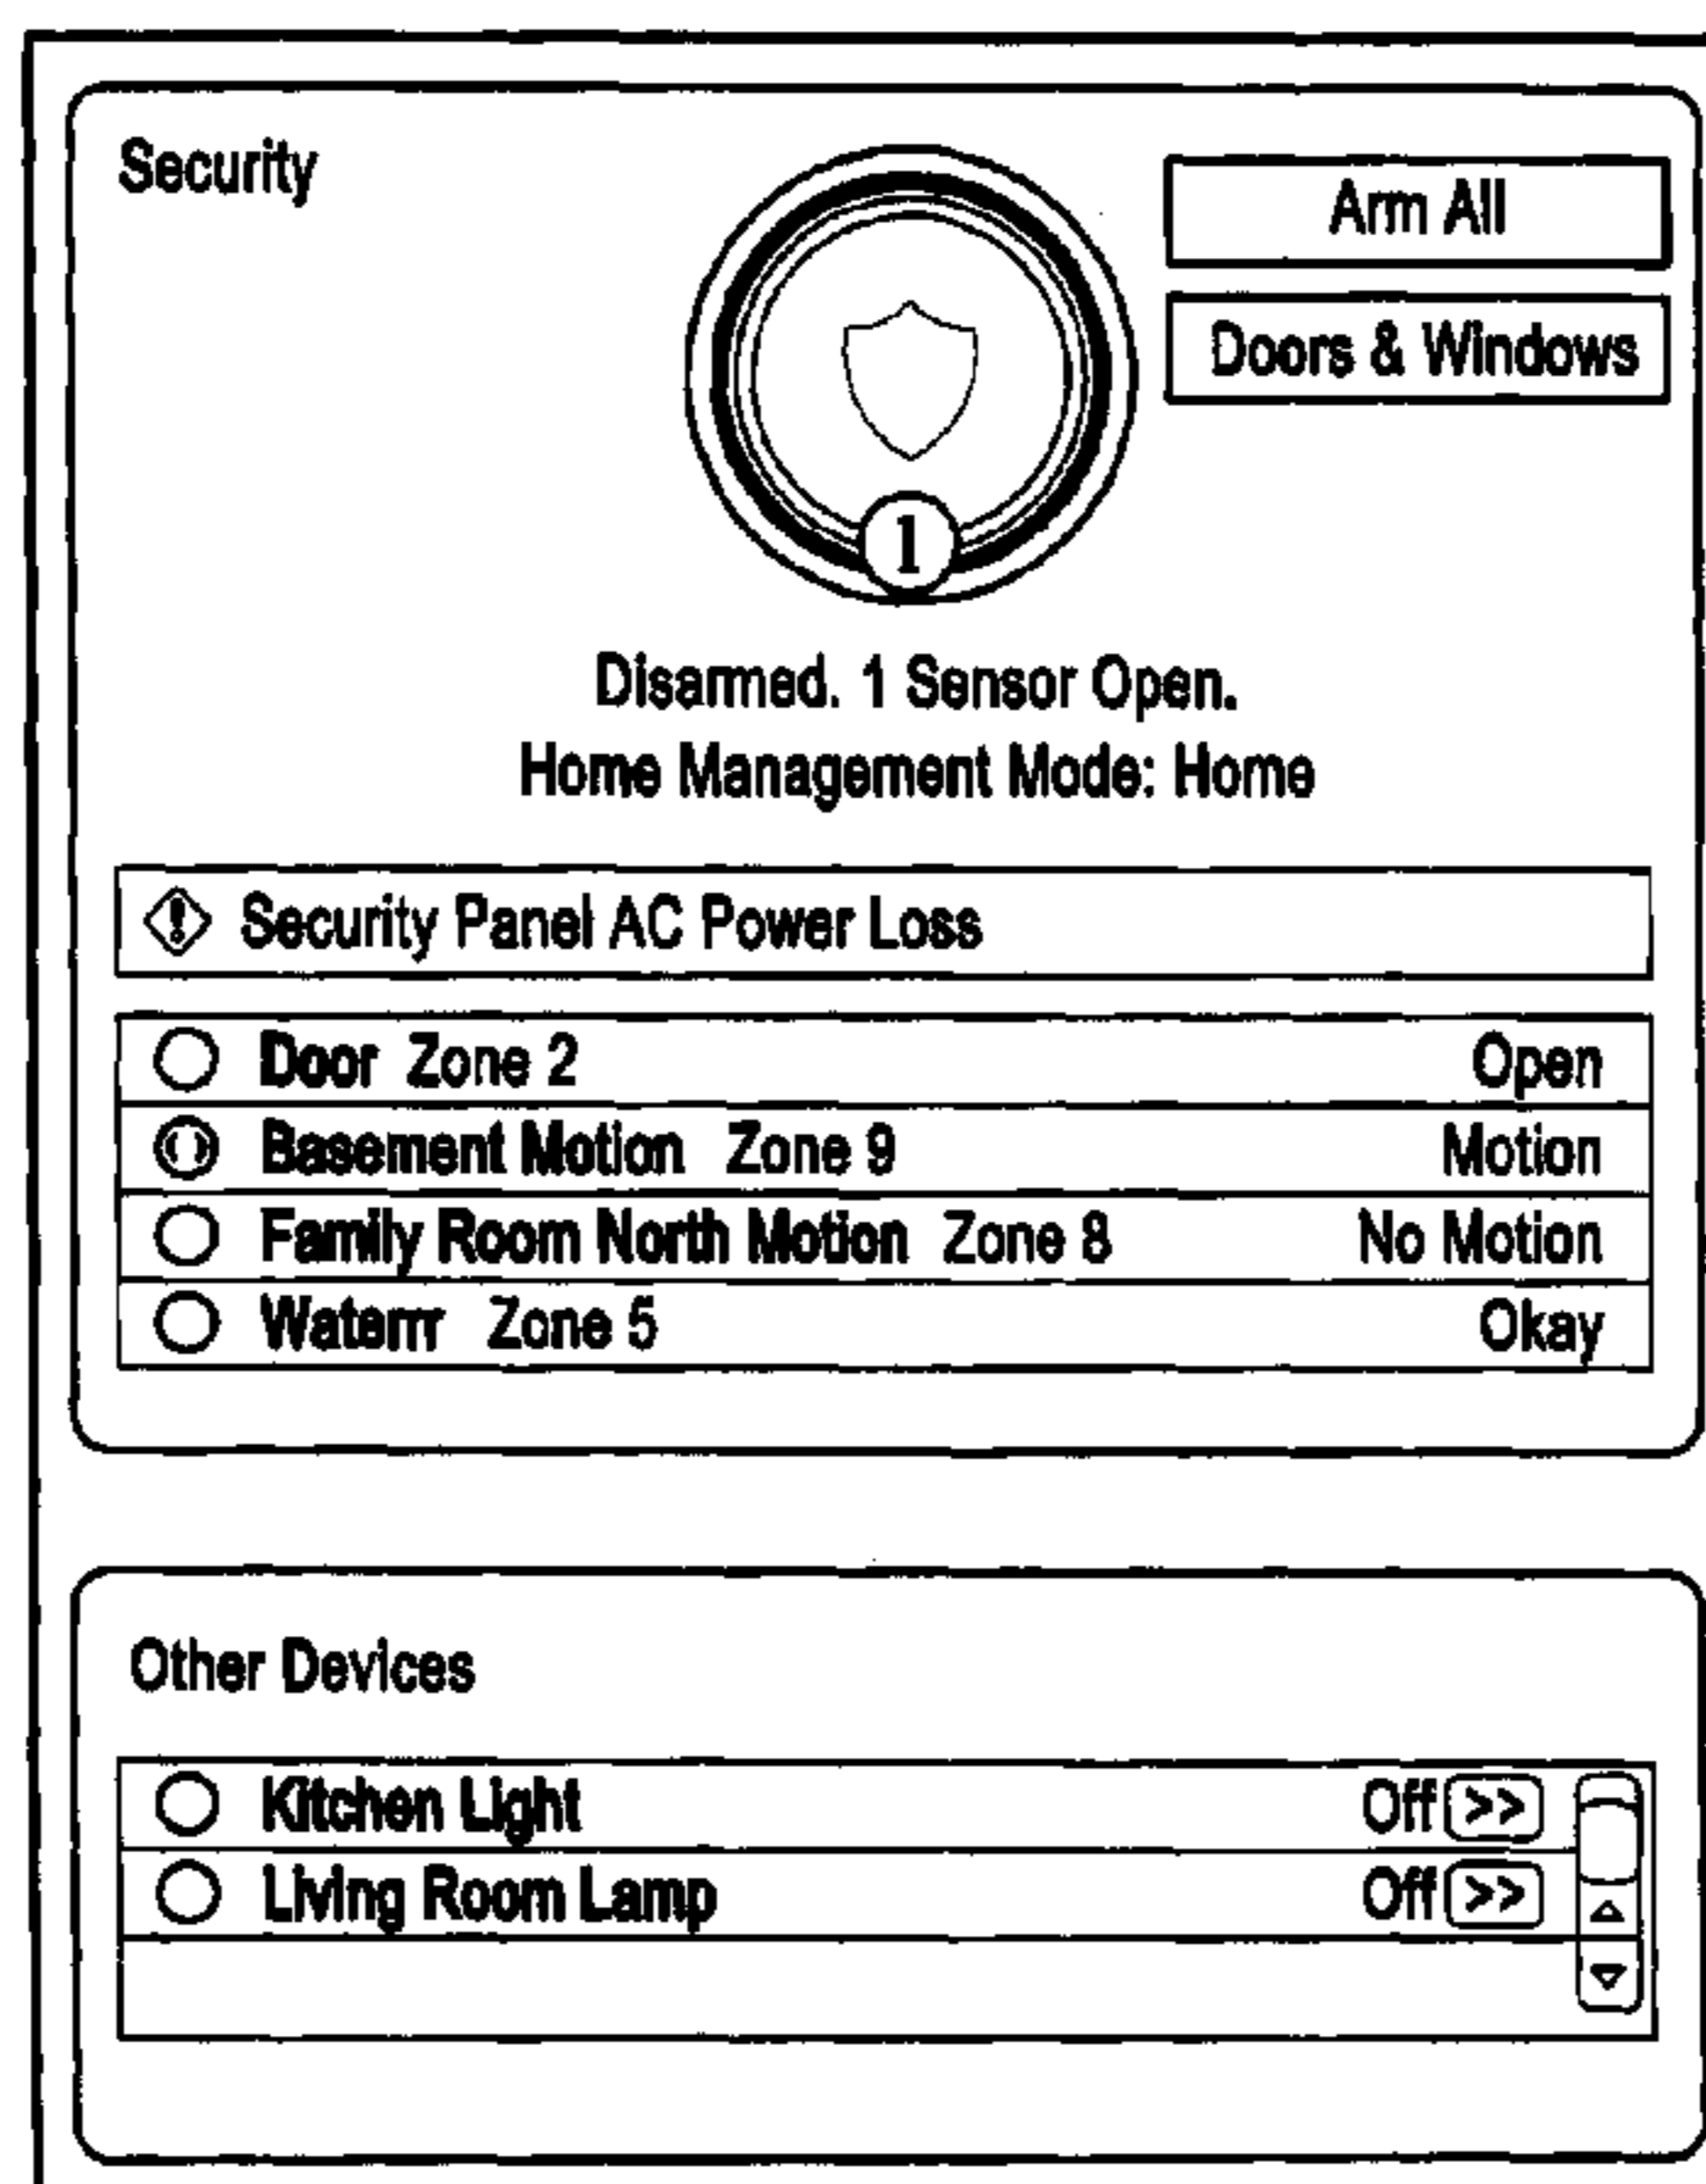 Security
Arm All
Doors & Windows
1
Disarmed. 1 Sensor Open.
Home Management Mode: Home
Security Panel AC Power Loss
Door Zone 2 Open
Basement Motion Zone 9 Motion
Family Room North Motion Zone 8 No Motion
Waterrr Zone 5 Okay
Other Devices
Kitchen Light Off >>
Living Room Lamp Off >>